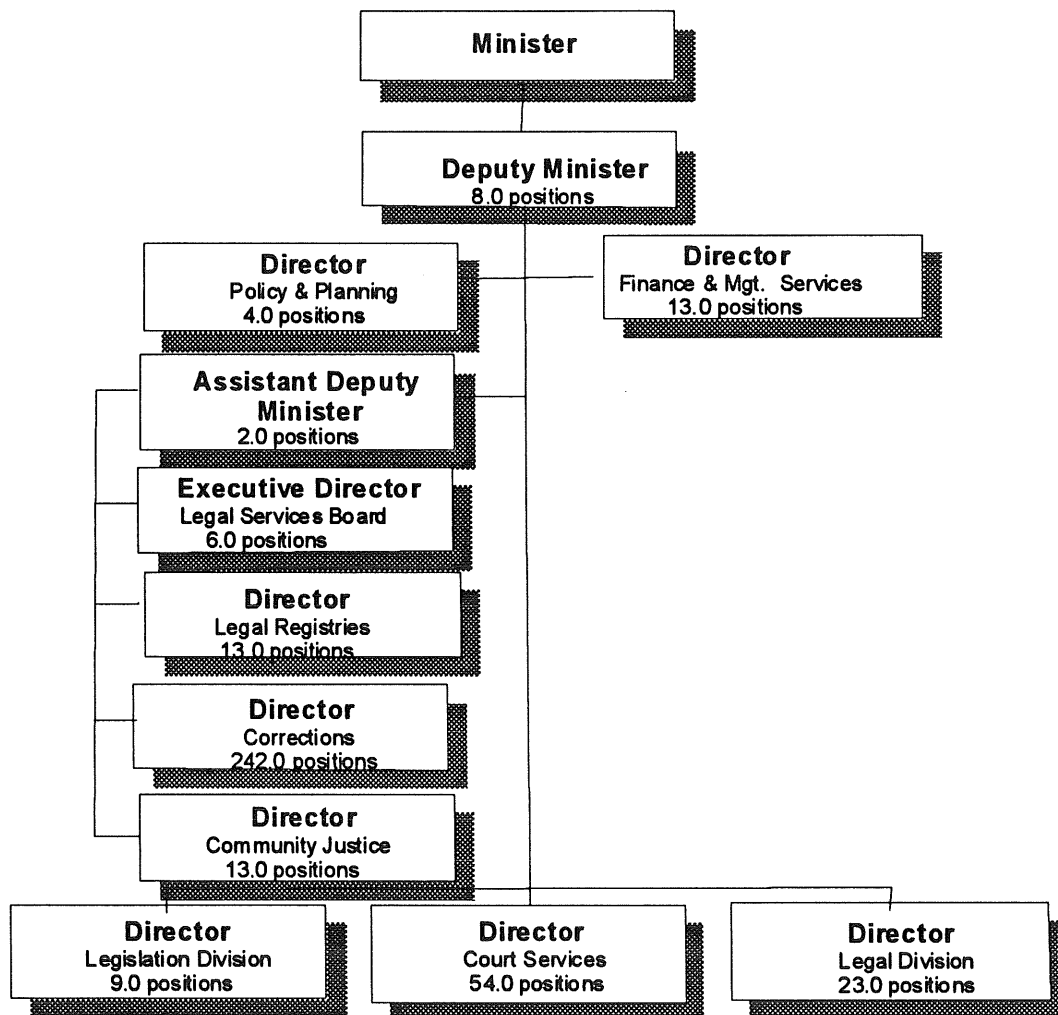 Minister
Deputy Minister
8.0 positions
Director
Policy & Planning
4.0 positions
Director
Finance & Mgt. Services
13.0 positions
Assistant Deputy
Minister
2.0 positions
Executive Director
Legal Services Board
6.0 positions
Director
Legal Registries
13.0 positions
Director
Corrections
242.0 positions
Director
Community Justice
13.0 positions
Director
Legislation Division
9.0 positions
Director
Court Services
54.0 positions
Director
Legal Division
23.0 positions